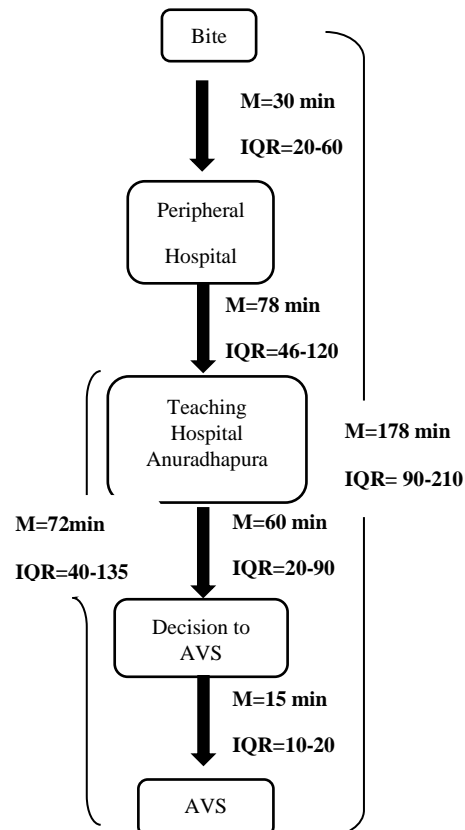 Bite
M=30 min
IQR=20-60
Peripheral
Hospital
M=78 min
IQR=46-120
Teaching
Hospital
Anuradhapura
M=178 min
IQR= 90-210
M=72min
IQR=40-135
M=60 min
IQR=20-90
Decision to
AVS
M=15 min
IQR=10-20
AVS